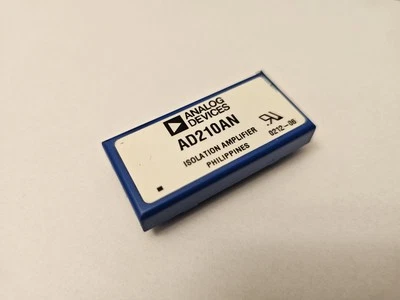 ANALOG
DEVICES
AD210AN
ISOLATION AMPLIFIER
PHILIPPINES
0212-06